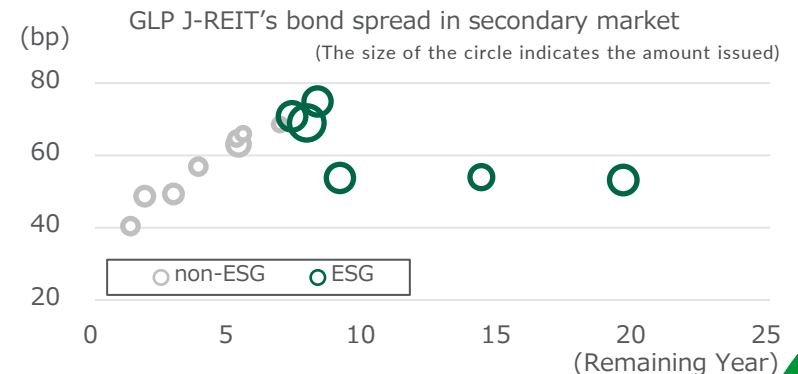 GLP J-REIT’s bond spread in secondary market
(bp)
(The size of the circle indicates the amount issued)
80
60
40
20
non-ESG ESG
0 5 10 15 20 25
(Remaining Year)